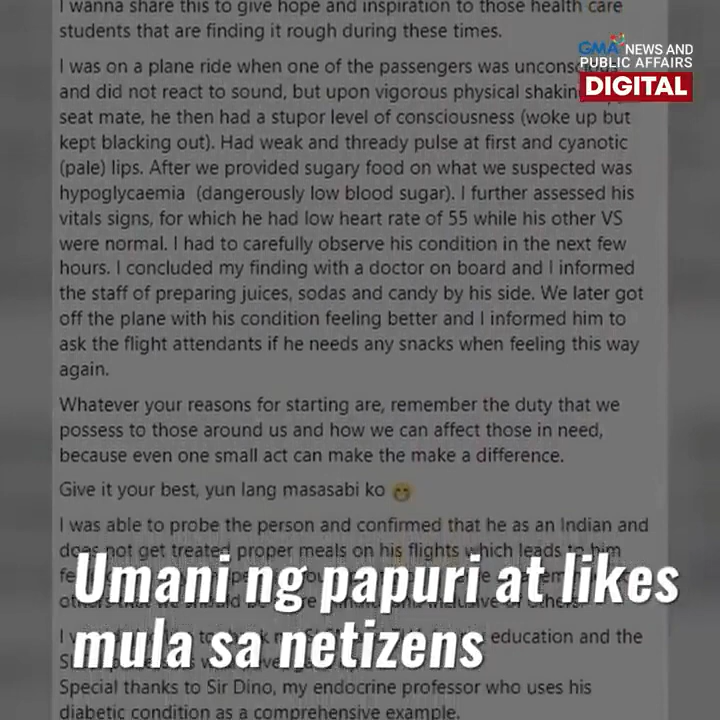 I wanna share this to give hope and inspiration to those health care
students that are finding it rough during these times.
GMA NEWS AND
PUBLIC AFFAIRS
DIGITAL
I was on a plane ride when one of the passengers was
and did not react to sound, but upon vigorous physical
seat mate, he then had a stupor level of consciousness (woke up but
kept blacking out). Had weak and thready pulse at first and cyanotic
(pale) lips. After we provided sugary food on what we suspected was
hypoglycaemia (dangerously low blood sugar). I further assessed his
vitals signs, for which he had low heart rate of 55 while his other VS
were normal. I had to carefully observe his condition in the next few
hours. I concluded my finding with a doctor on board and I informed
the staff of preparing juices, sodas and candy by his side. We later got
off the plane with his condition feeling better and I informed him to
ask the flight attendants if he needs any snacks when feeling this way
again.
Whatever your reasons for starting are, remember the duty that we
possess to those around us and how we can affect those in need,
because even one small act can make the make a difference.
Give it your best, yun lang masasabi ko 😁
I was able to probe the person and confirmed that he as an Indian and
does not get treated proper meals on his flights which leads to him
Umani ng papuri at likes
mula sa netizens
education and the
Special thanks to Sir Dino, my endocrine professor who uses his
diabetic condition as a comprehensive example.